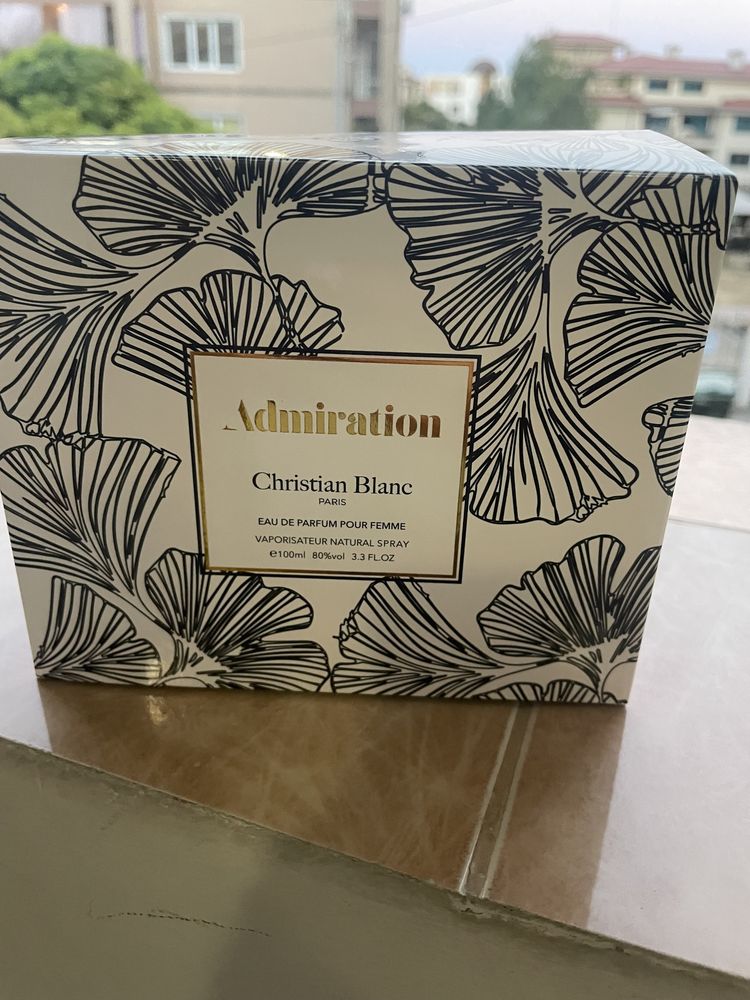 Admiration
Christian Blanc
PARIS
EAU DE PARFUM POUR FEMME
VAPORISATEUR NATURAL SPRAY
℮100ml 80%vol 3.3 FL.OZ